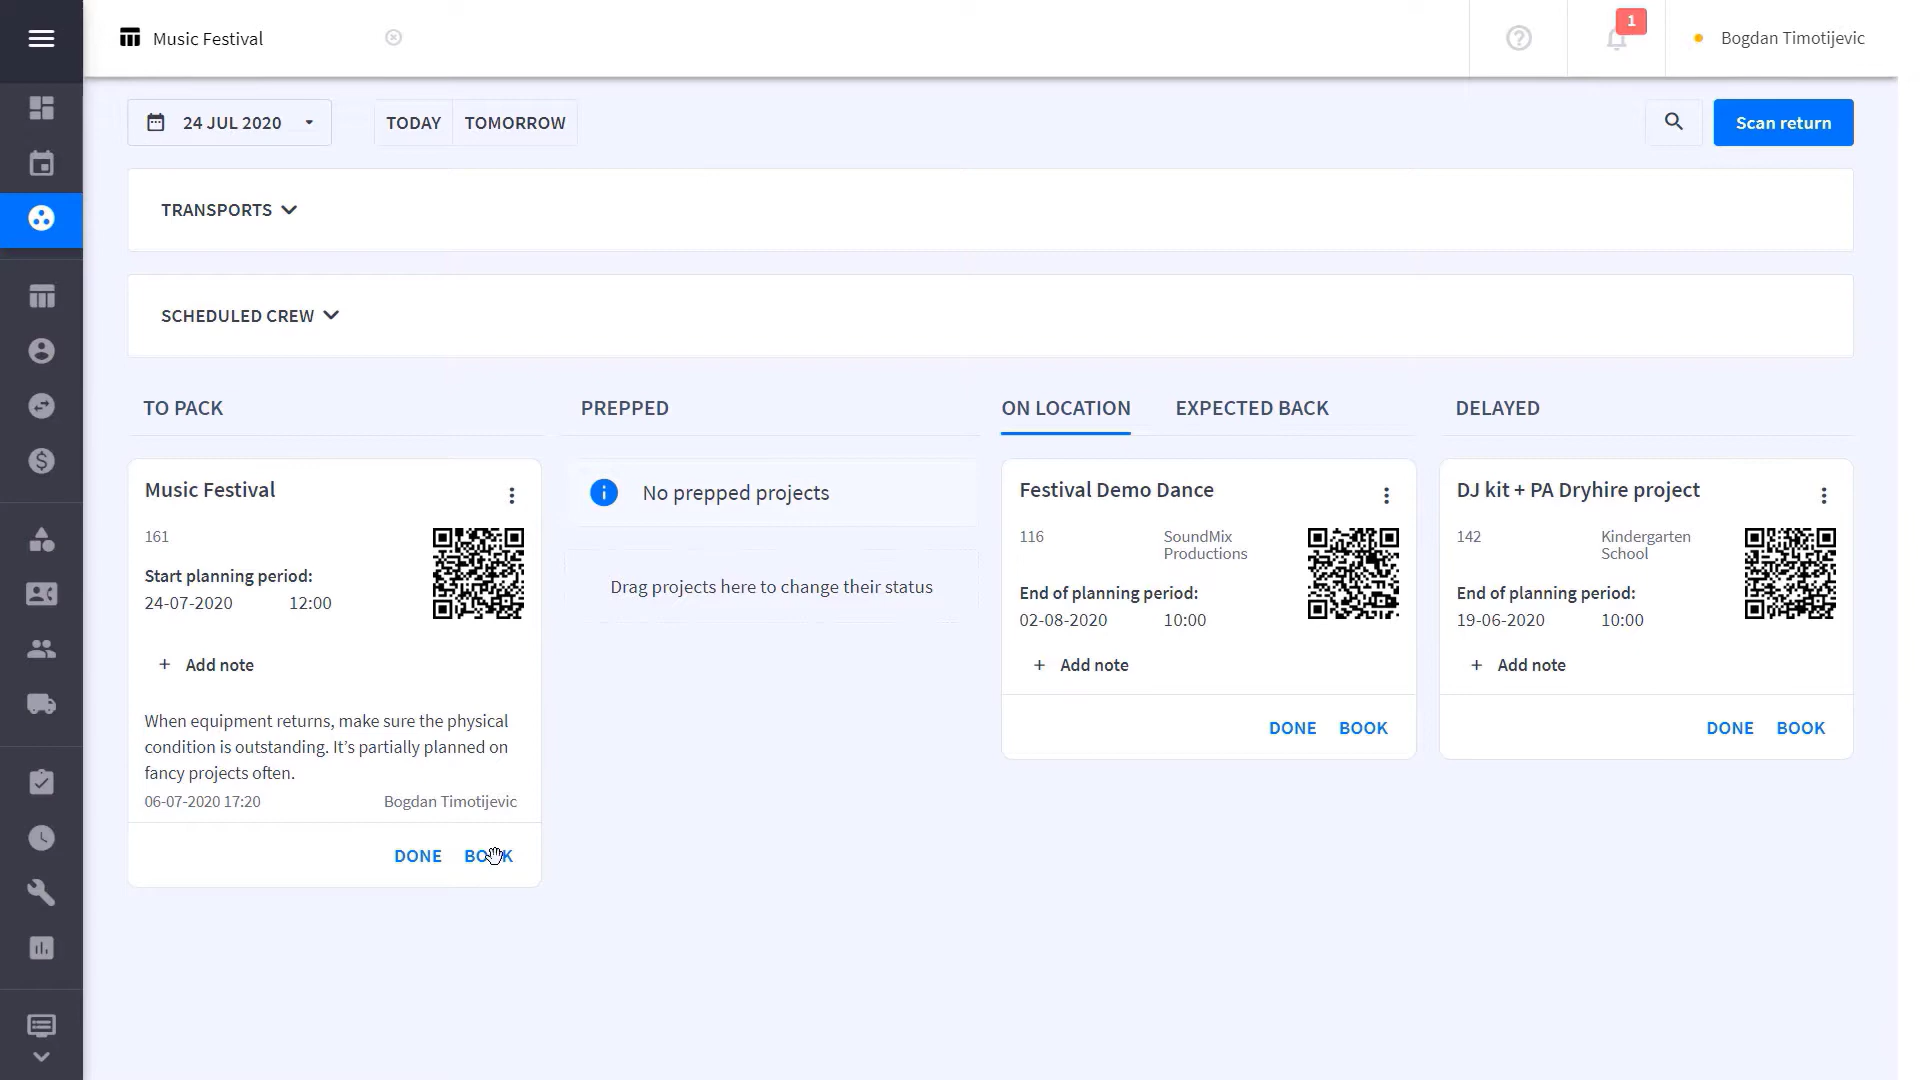 Music Festival
1
Bogdan Timotijevic
24 JUL 2020
TODAY
TOMORROW
Scan return
TRANSPORTS
SCHEDULED CREW
TO PACK
PREPPED
ON LOCATION
EXPECTED BACK
DELAYED
Music Festival
161
Start planning period:
24-07-2020 12:00
+ Add note
When equipment returns, make sure the physical
condition is outstanding. It’s partially planned on
fancy projects often.
06-07-2020 17:20
Bogdan Timotijevic
DONE
BOOK
No prepped projects
Drag projects here to change their status
Festival Demo Dance
116
SoundMix
Productions
End of planning period:
02-08-2020 10:00
+ Add note
DONE
BOOK
DJ kit + PA Dryhire project
142
Kindergarten
School
End of planning period:
19-06-2020 10:00
+ Add note
DONE
BOOK